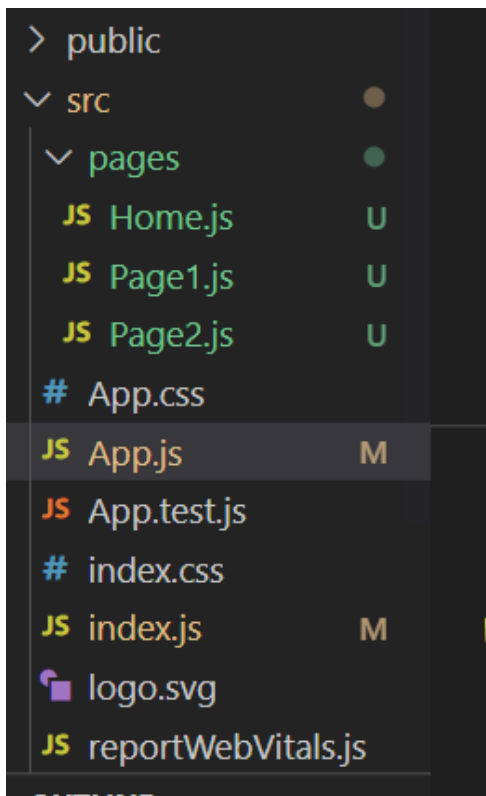 public
src
pages
JS Home.js U
JS Page1.js U
JS Page2.js U
# App.css
JS App.js M
JS App.test.js
# index.css
JS index.js M
logo.svg
JS reportWebVitals.js